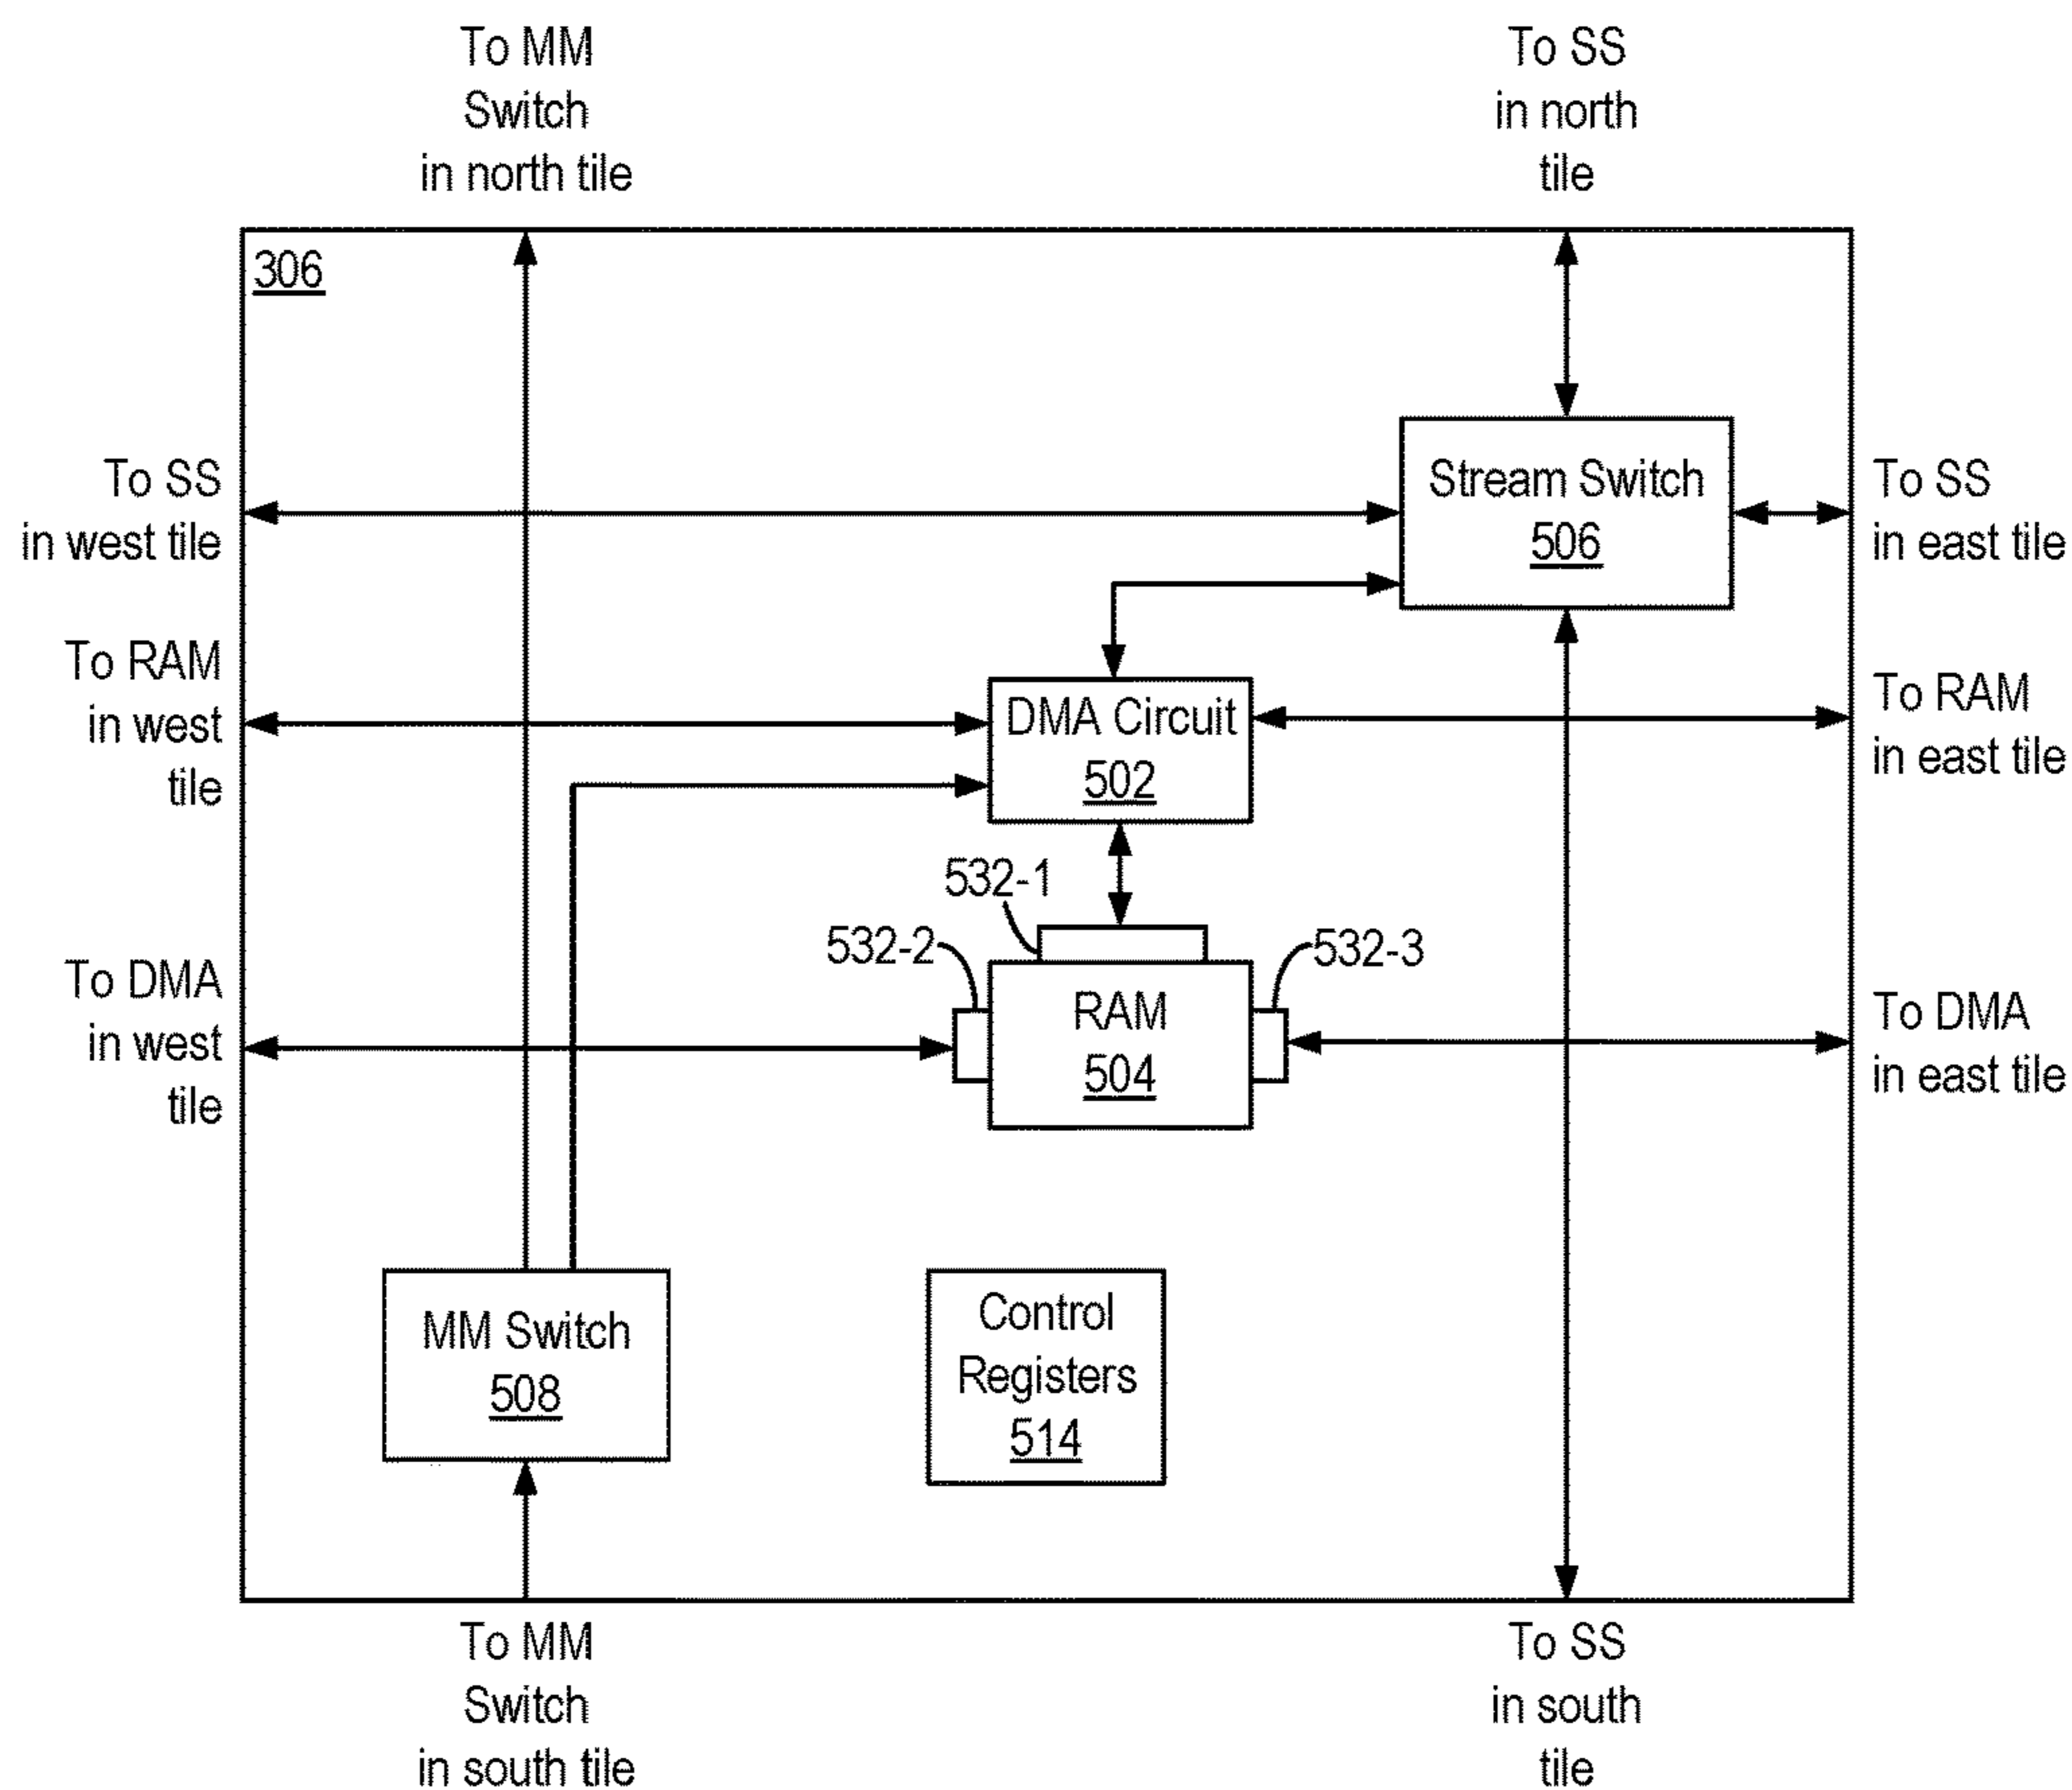 To MM
Switch
in north tile
To SS
in north
tile
306
To SS
in west tile
Stream Switch
506
To SS
in east tile
To RAM
in west
tile
DMA Circuit
502
To RAM
in east tile
532-1
532-2
532-3
To DMA
in west
tile
RAM
504
To DMA
in east tile
MM Switch
508
Control
Registers
514
To MM
Switch
in south tile
To SS
in south
tile